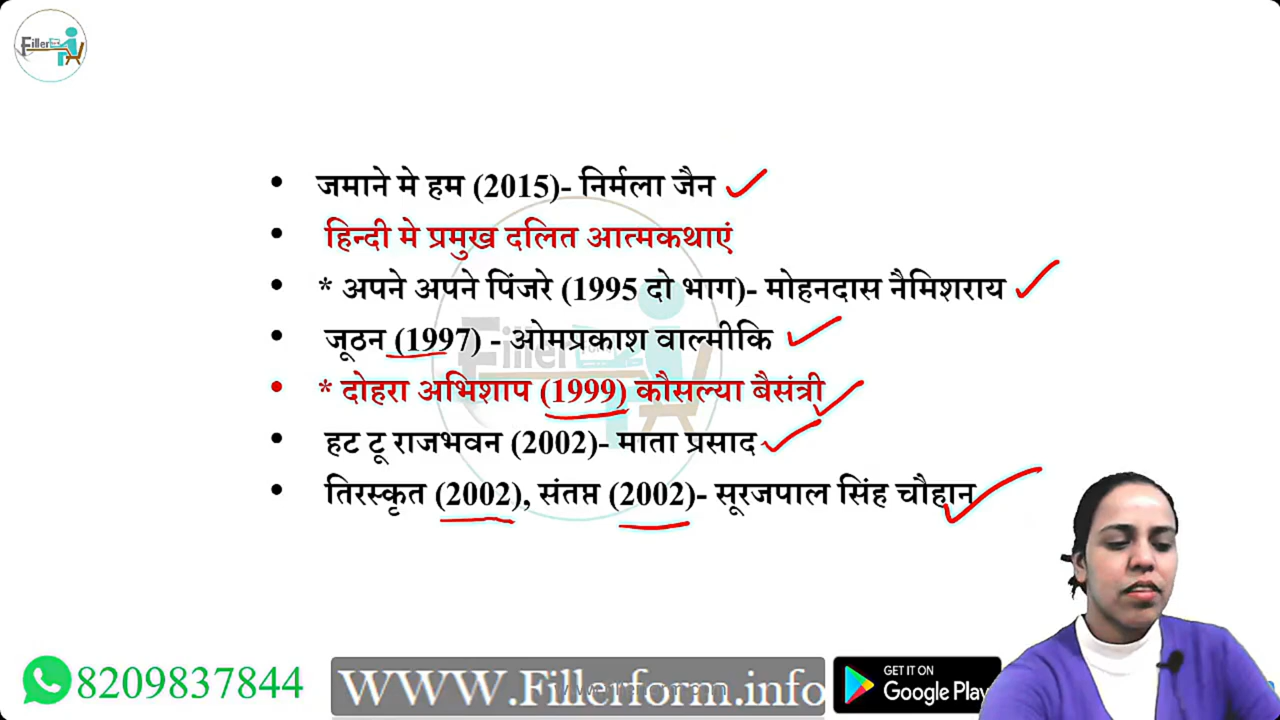 Fillerform
• जमाने मे हम (2015)- निर्मला जैन
• हिन्दी मे प्रमुख दलित आत्मकथाएं
• * अपने अपने पिंजरे (1995 दो भाग)- मोहनदास नैमिशराय
• जूठन (1997) - ओमप्रकाश वाल्मीकि
• * दोहरा अभिशाप (1999) कौसल्या बैसंत्री
• हट टू राजभवन (2002)- माता प्रसाद
• तिरस्कृत (2002), संतप्त (2002)- सूरजपाल सिंह चौहान
8209837844
WWW.Fillerform.info
GET IT ON
Google Play